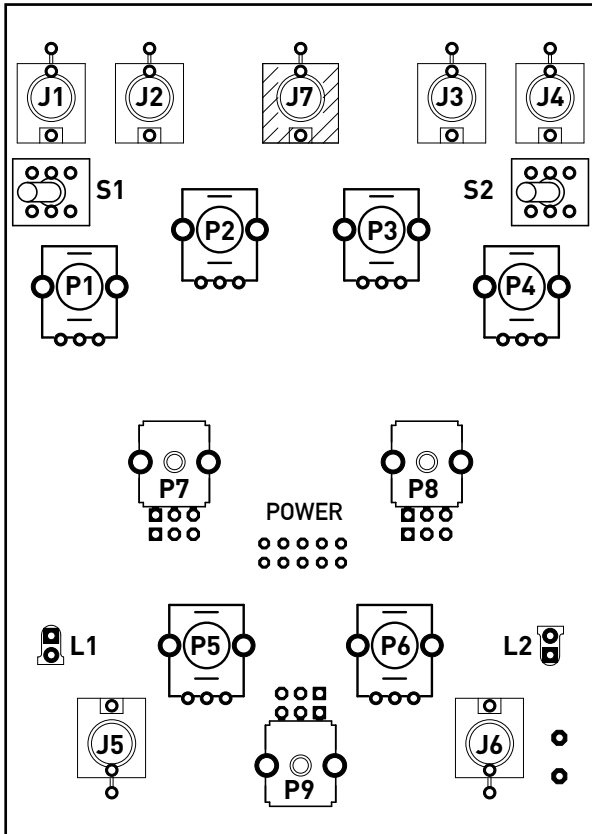 J1 J2 J7 J3 J4
S1 S2
P2 P3
P1 P4
P7 P8
POWER
L1 P5 P6 L2
J5 J6
P9